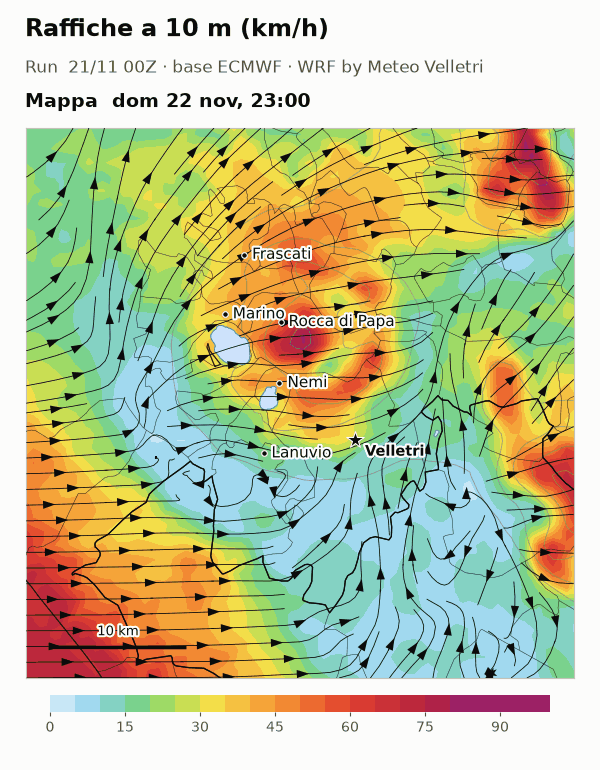 Raffiche a 10 m (km/h)
Run  21/11 00Z · base ECMWF · WRF by Meteo Velletri
Mappa  dom 22 nov, 23:00
Frascati
Marino
Rocca di Papa
Nemi
Velletri
Lanuvio
10 km
0 15 30 45 60 75 90